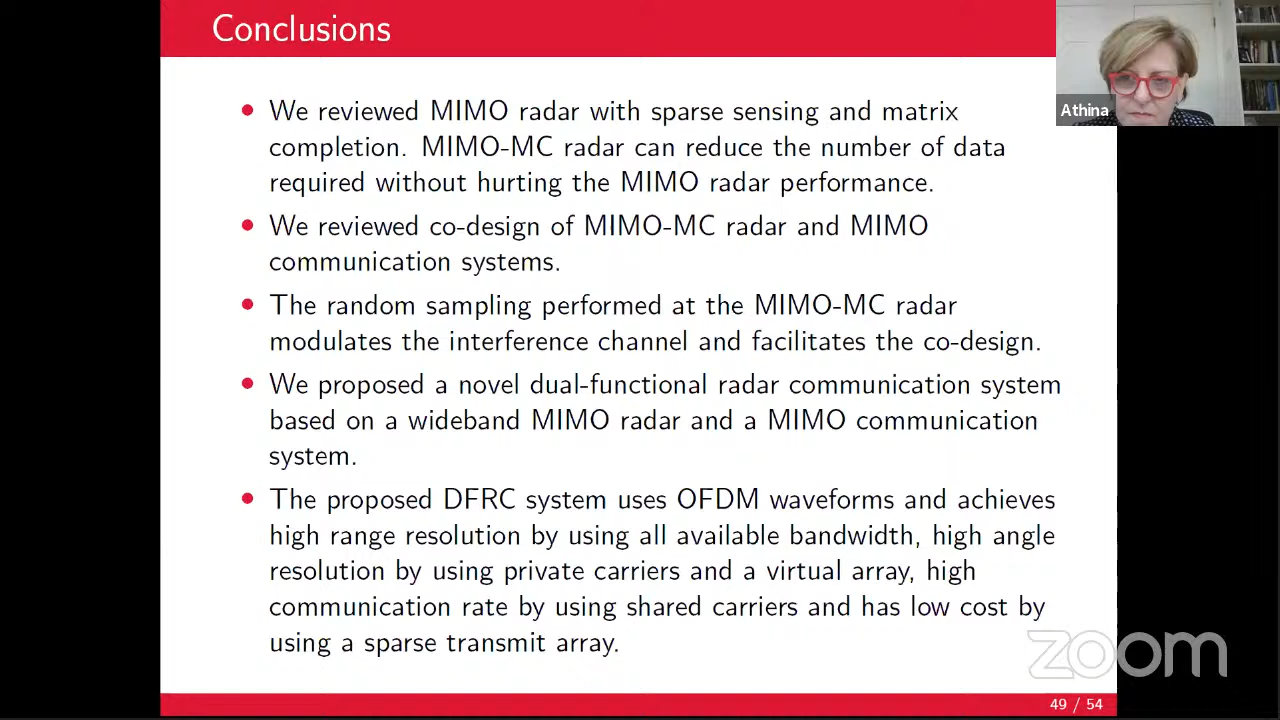 Conclusions
Athina
• We reviewed MIMO radar with sparse sensing and matrix
completion. MIMO-MC radar can reduce the number of data
required without hurting the MIMO radar performance.
• We reviewed co-design of MIMO-MC radar and MIMO
communication systems.
• The random sampling performed at the MIMO-MC radar
modulates the interference channel and facilitates the co-design.
• We proposed a novel dual-functional radar communication system
based on a wideband MIMO radar and a MIMO communication
system.
• The proposed DFRC system uses OFDM waveforms and achieves
high range resolution by using all available bandwidth, high angle
resolution by using private carriers and a virtual array, high
communication rate by using shared carriers and has low cost by
using a sparse transmit array.
zoom
49 / 54